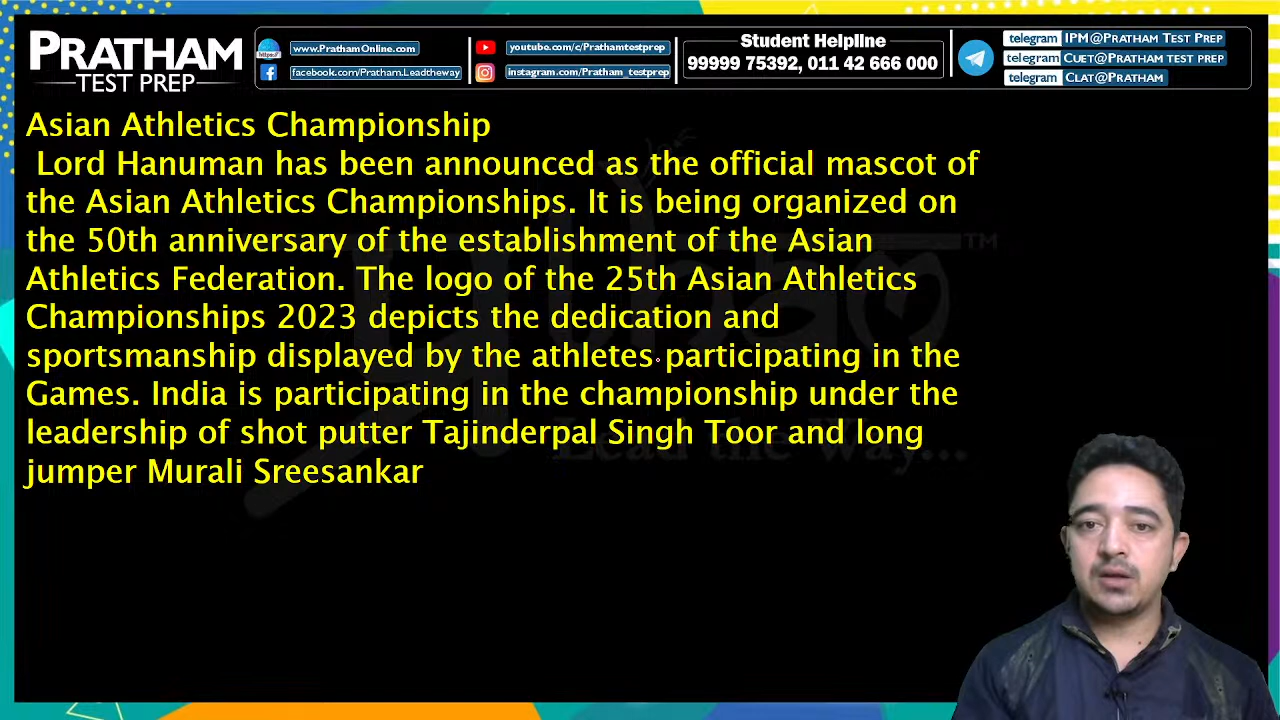 PRATHAM
TEST PREP
https://
www.PrathamOnline.com
facebook.com/Pratham.Leadtheway
youtube.com/c/Prathamtestprep
instagram.com/Pratham_testprep
Student Helpline
99999 75392, 011 42 666 000
telegram IPM@PRATHAM TEST PREP
telegram CUET@PRATHAM TEST PREP
telegram CLAT@PRATHAM
Asian Athletics Championship
Lord Hanuman has been announced as the official mascot of
the Asian Athletics Championships. It is being organized on
the 50th anniversary of the establishment of the Asian
Athletics Federation. The logo of the 25th Asian Athletics
Championships 2023 depicts the dedication and
sportsmanship displayed by the athletes participating in the
Games. India is participating in the championship under the
leadership of shot putter Tajinderpal Singh Toor and long
jumper Murali Sreesankar
TM
Lead the Way...